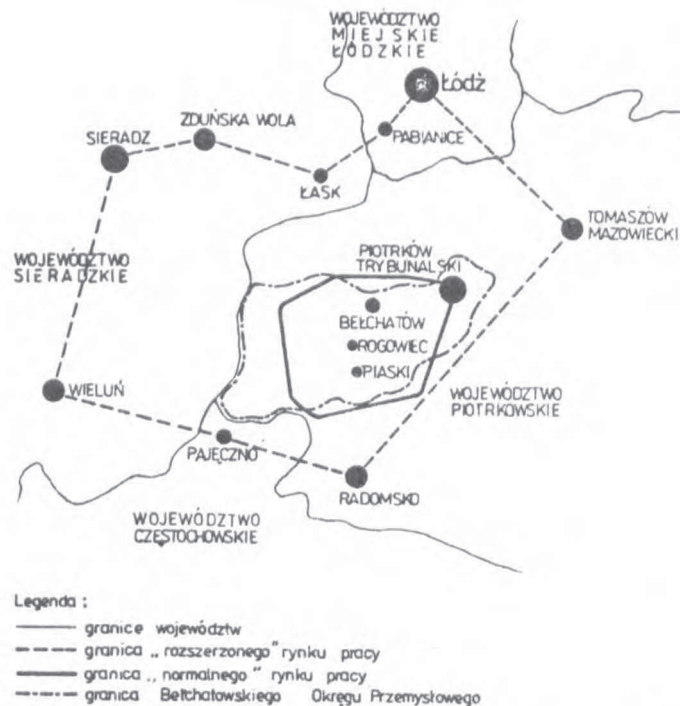 WOJEWÓDZTWO
MIEJSKIE
ŁÓDZKIE
Łódź
ZDUŃSKA WOLA
SIERADZ
PABIANICE
ŁASK
TOMASZÓW
MAZOWIECKI
PIOTRKÓW
TRYBUNALSKI
WOJEWÓDZTWO
SIERADZKIE
BEŁCHATÓW
ROGOWIEC
PIASKI
WIELUŃ
WOJEWÓDZTWO
PIOTRKOWSKIE
PAJĘCZNO
RADOMSKO
WOJEWÓDZTWO
CZĘSTOCHOWSKIE
Legenda :
granice województw
granica „rozszerzonego" rynku pracy
granica „normalnego" rynku pracy
granica Bełchatowskiego Okręgu Przemysłowego